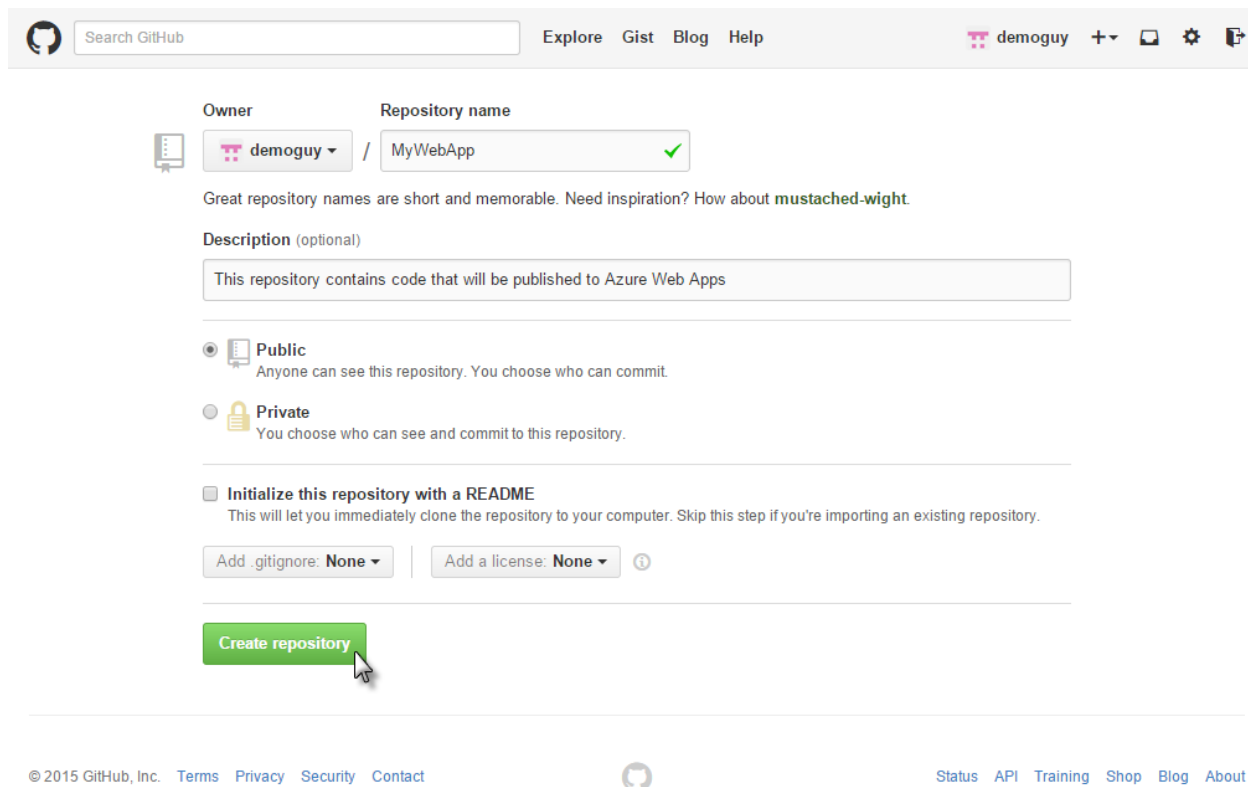 Search GitHub Explore Gist Blog Help demoguy
Owner Repository name
demoguy / MyWebApp
Great repository names are short and memorable. Need inspiration? How about mustached-wight.
Description (optional)
This repository contains code that will be published to Azure Web Apps
Public
Anyone can see this repository. You choose who can commit.
Private
You choose who can see and commit to this repository.
Initialize this repository with a README
This will let you immediately clone the repository to your computer. Skip this step if you're importing an existing repository.
Add .gitignore: None Add a license: None
Create repository
© 2015 GitHub, Inc. Terms Privacy Security Contact Status API Training Shop Blog About